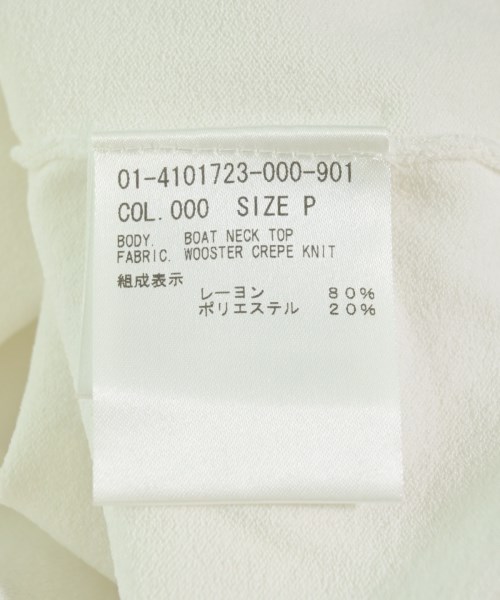 01-4101723-000-901
COL.000 SIZE P
BODY. BOAT NECK TOP
FABRIC. WOOSTER CREPE KNIT
組成表示
レーヨン 80%
ポリエステル 20%